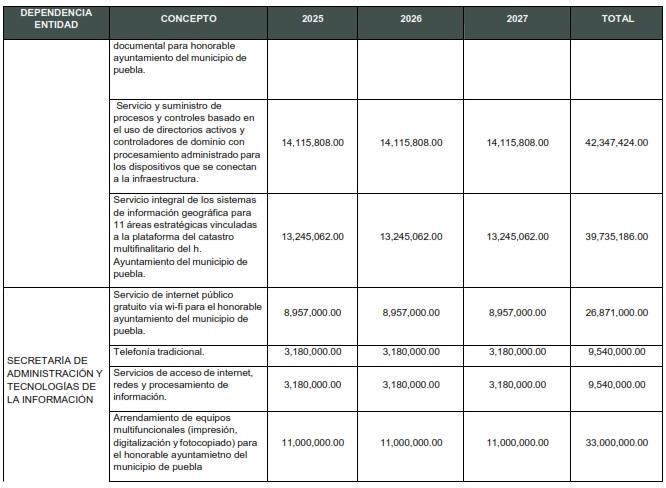 DEPENDENCIA
ENTIDAD
CONCEPTO
2025
2026
2027
TOTAL
documental para honorable
ayuntamiento del municipio de
puebla.
Servicio y suministro de
procesos y controles basado en
el uso de directorios activos y
controladores de dominio con
procesamiento administrado para
los dispositivos que se conectan
a la infraestructura.
14,115,808.00
14,115,808.00
14,115,808.00
42,347,424.00
Servicio integral de los sistemas
de información geográfica para
11 áreas estratégicas vinculadas
a la plataforma del catastro
multifinalitario del h.
Ayuntamiento del municipio de
puebla.
13,245,062.00
13,245,062.00
13,245,062.00
39,735,186.00
SECRETARÍA DE
ADMINISTRACIÓN Y
TECNOLOGÍAS DE
LA INFORMACIÓN
Servicio de internet público
gratuito vía wi-fi para el honorable
ayuntamiento del municipio de
puebla.
8,957,000.00
8,957,000.00
8,957,000.00
26,871,000.00
Telefonía tradicional.
3,180,000.00
3,180,000.00
3,180,000.00
9,540,000.00
Servicios de acceso de internet,
redes y procesamiento de
información.
3,180,000.00
3,180,000.00
3,180,000.00
9,540,000.00
Arrendamiento de equipos
multifuncionales (impresión,
digitalización y fotocopiado) para
el honorable ayuntamietno del
municipio de puebla
11,000,000.00
11,000,000.00
11,000,000.00
33,000,000.00